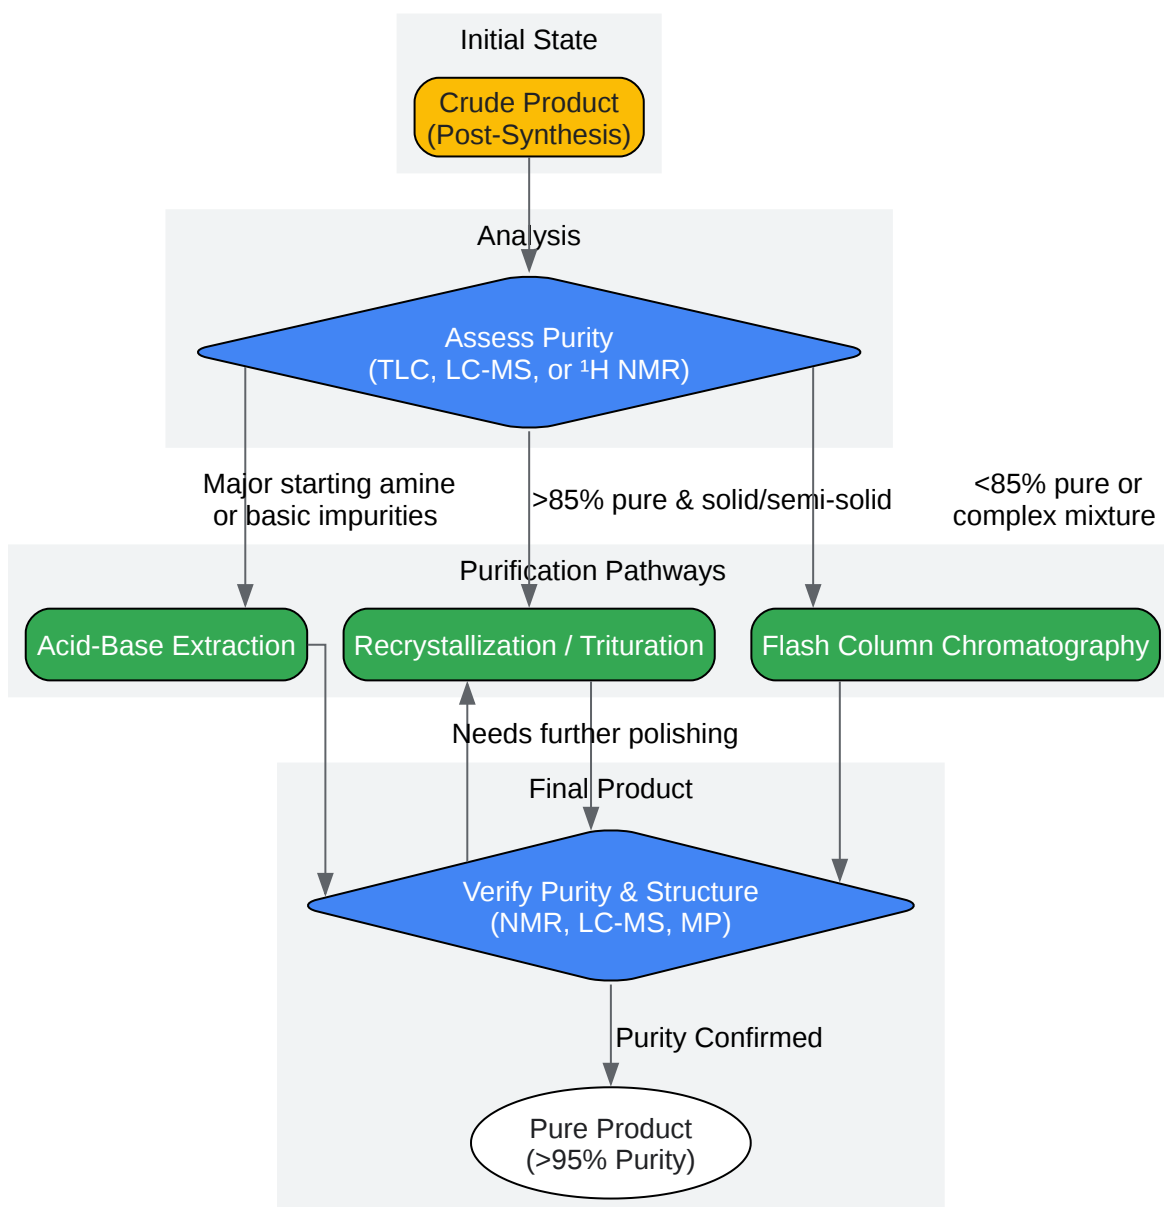 Initial State
Crude Product
(Post-Synthesis)
Analysis
Assess Purity
(TLC, LC-MS, or ¹H NMR)
Major starting amine
or basic impurities
>85% pure & solid/semi-solid
<85% pure or
complex mixture
Purification Pathways
Acid-Base Extraction
Recrystallization / Trituration
Flash Column Chromatography
Needs further polishing
Final Product
Verify Purity & Structure
(NMR, LC-MS, MP)
Purity Confirmed
Pure Product
(>95% Purity)